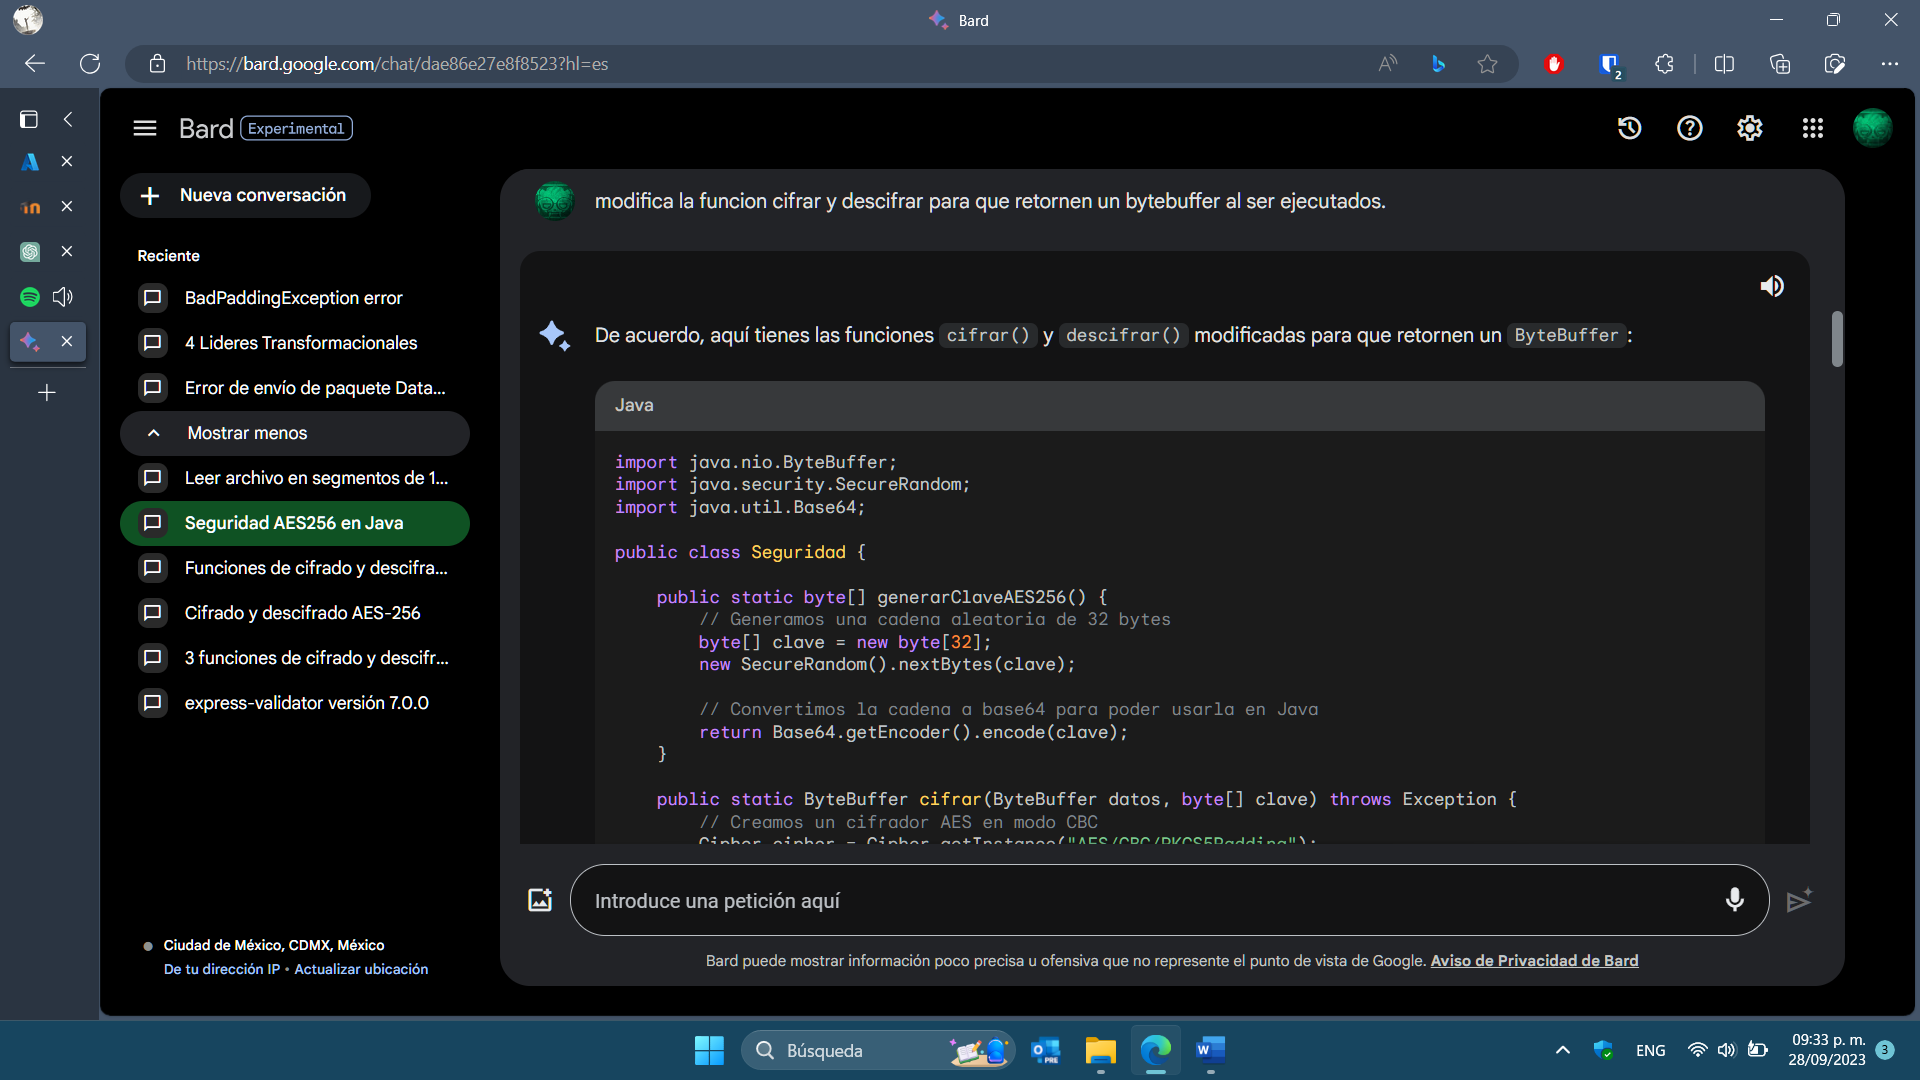 Bard
https://bard.google.com/chat/dae86e27e8f8523?hl=es
2
Bard Experimental
Nueva conversación
Reciente
BadPaddingException error
4 Lideres Transformacionales
Error de envío de paquete Data...
Mostrar menos
Leer archivo en segmentos de 1...
Seguridad AES256 en Java
Funciones de cifrado y descifra...
Cifrado y descifrado AES-256
3 funciones de cifrado y descifr...
express-validator versión 7.0.0
Ciudad de México, CDMX, México
De tu dirección IP • Actualizar ubicación
modifica la funcion cifrar y descifrar para que retornen un bytebuffer al ser ejecutados.
De acuerdo, aquí tienes las funciones cifrar() y descifrar() modificadas para que retornen un ByteBuffer:
Java
import java.nio.ByteBuffer;
import java.security.SecureRandom;
import java.util.Base64;
public class Seguridad {
public static byte[] generarClaveAES256() {
// Generamos una cadena aleatoria de 32 bytes
byte[] clave = new byte[32];
new SecureRandom().nextBytes(clave);
// Convertimos la cadena a base64 para poder usarla en Java
return Base64.getEncoder().encode(clave);
}
public static ByteBuffer cifrar(ByteBuffer datos, byte[] clave) throws Exception {
// Creamos un cifrador AES en modo CBC
Cipher cipher = Cipher.getInstance("AES/CBC/PKCS5Padding");
Introduce una petición aquí
Bard puede mostrar información poco precisa u ofensiva que no represente el punto de vista de Google. Aviso de Privacidad de Bard
Búsqueda
PRE
ENG
09:33 p. m.
28/09/2023
3